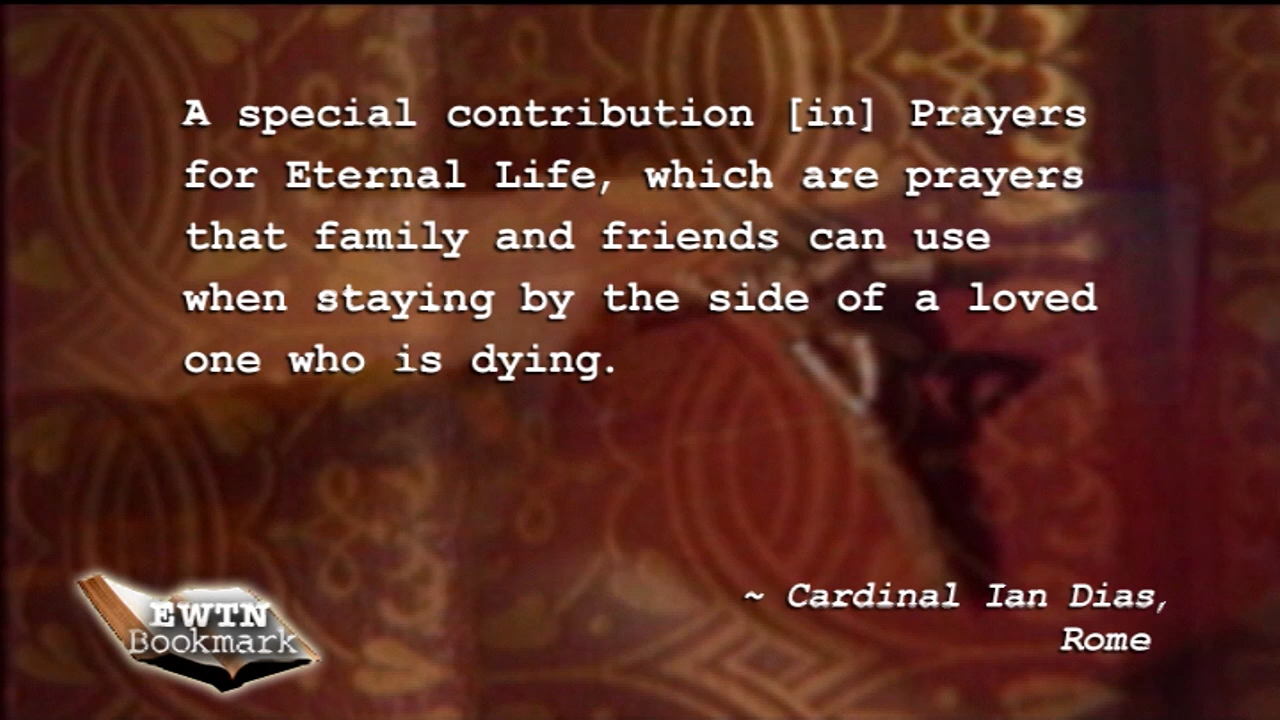 A special contribution [in] Prayers
for Eternal Life, which are prayers
that family and friends can use
when staying by the side of a loved
one who is dying.
~ Cardinal Ian Dias,
Rome
EWTN
Bookmark